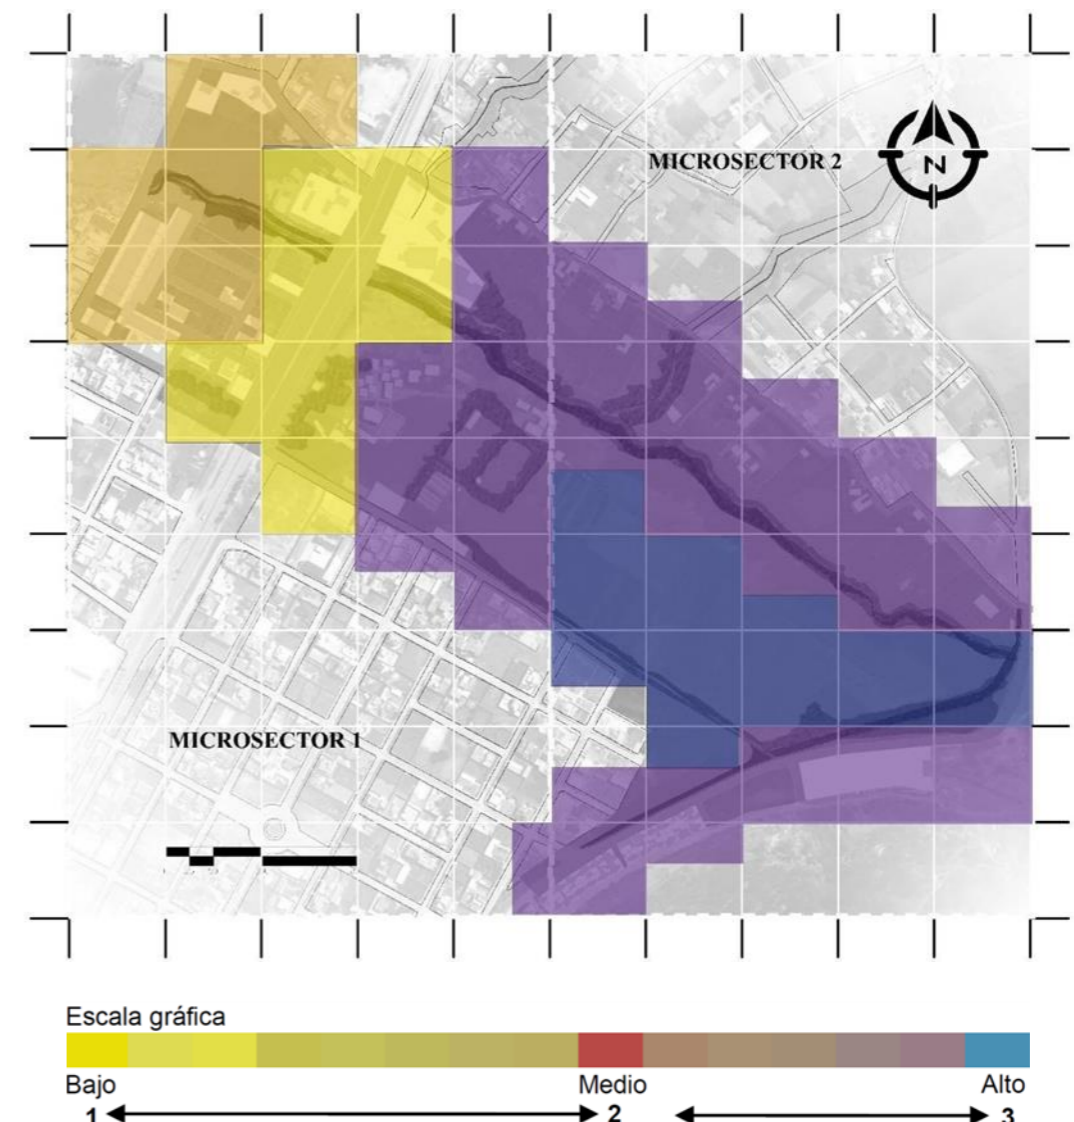 MICROSECTOR 2
N
MICROSECTOR 1
Escala gráfica
Bajo Medio Alto
1 2 3